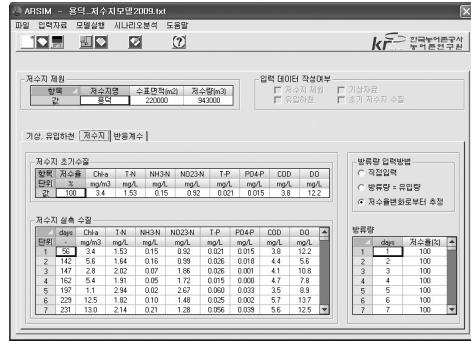 ARSIM - 용덕_저수지모델2009.txt
파일 입력자료 모델실행 시나리오분석 도움말
kr 한국농어촌공사
농어촌연구원
저수지 제원
항목 저수지명 수표면적(m2) 저수량(m3)
값 용덕 220000 943000
입력 데이터 작성여부
저수지 제원 기상자료
유입하천 초기 저수지 수질
기상, 유입하천 저수지 반응계수
저수지 초기수질
항목 저수율 Chl-a T-N NH3-N NO23-N T-P PO4-P COD DO
단위 % mg/m3 mg/L mg/L mg/L mg/L mg/L mg/L mg/L
값 100 3.4 1.53 0.15 0.92 0.021 0.015 3.8 12.2
방류량 입력방법
직접입력
방류량 = 유입량
저수율변화로부터 추정
저수지 실측 수질
days Chl-a T-N NH3-N NO23-N T-P PO4-P COD DO
단위 - mg/m3 mg/L mg/L mg/L mg/L mg/L mg/L mg/L
1 56 3.4 1.53 0.15 0.92 0.021 0.015 3.8 12.2
2 142 5.6 1.64 0.16 0.99 0.026 0.018 4.4 5.6
3 147 2.8 2.02 0.07 1.86 0.026 0.001 4.1 10.8
4 162 5.4 1.91 0.05 1.72 0.015 0.000 4.7 7.8
5 197 1.1 2.94 0.02 2.67 0.060 0.033 3.5 8.9
6 229 12.5 1.82 0.10 1.48 0.025 0.002 5.7 13.7
7 231 13.0 2.14 0.21 1.28 0.056 0.039 5.6 12.5
방류량
days 저수율(%)
1 1 100
2 2 100
3 3 100
4 4 100
5 5 100
6 6 100
7 7 100